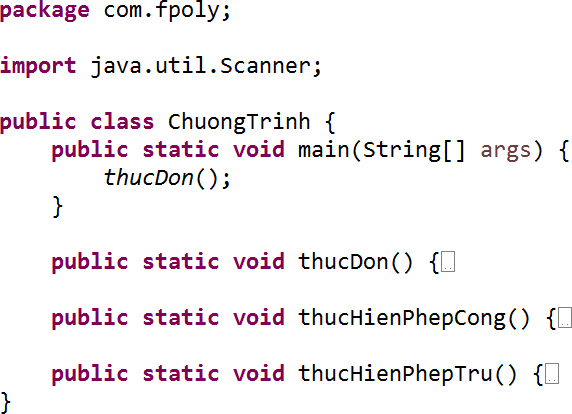 package com.fpoly;
import java.util.Scanner;
public class ChuongTrinh {
public static void main(String[] args) {
thucDon();
}
public static void thucDon() {
public static void thucHienPhepCong() {
public static void thucHienPhepTru() {
}